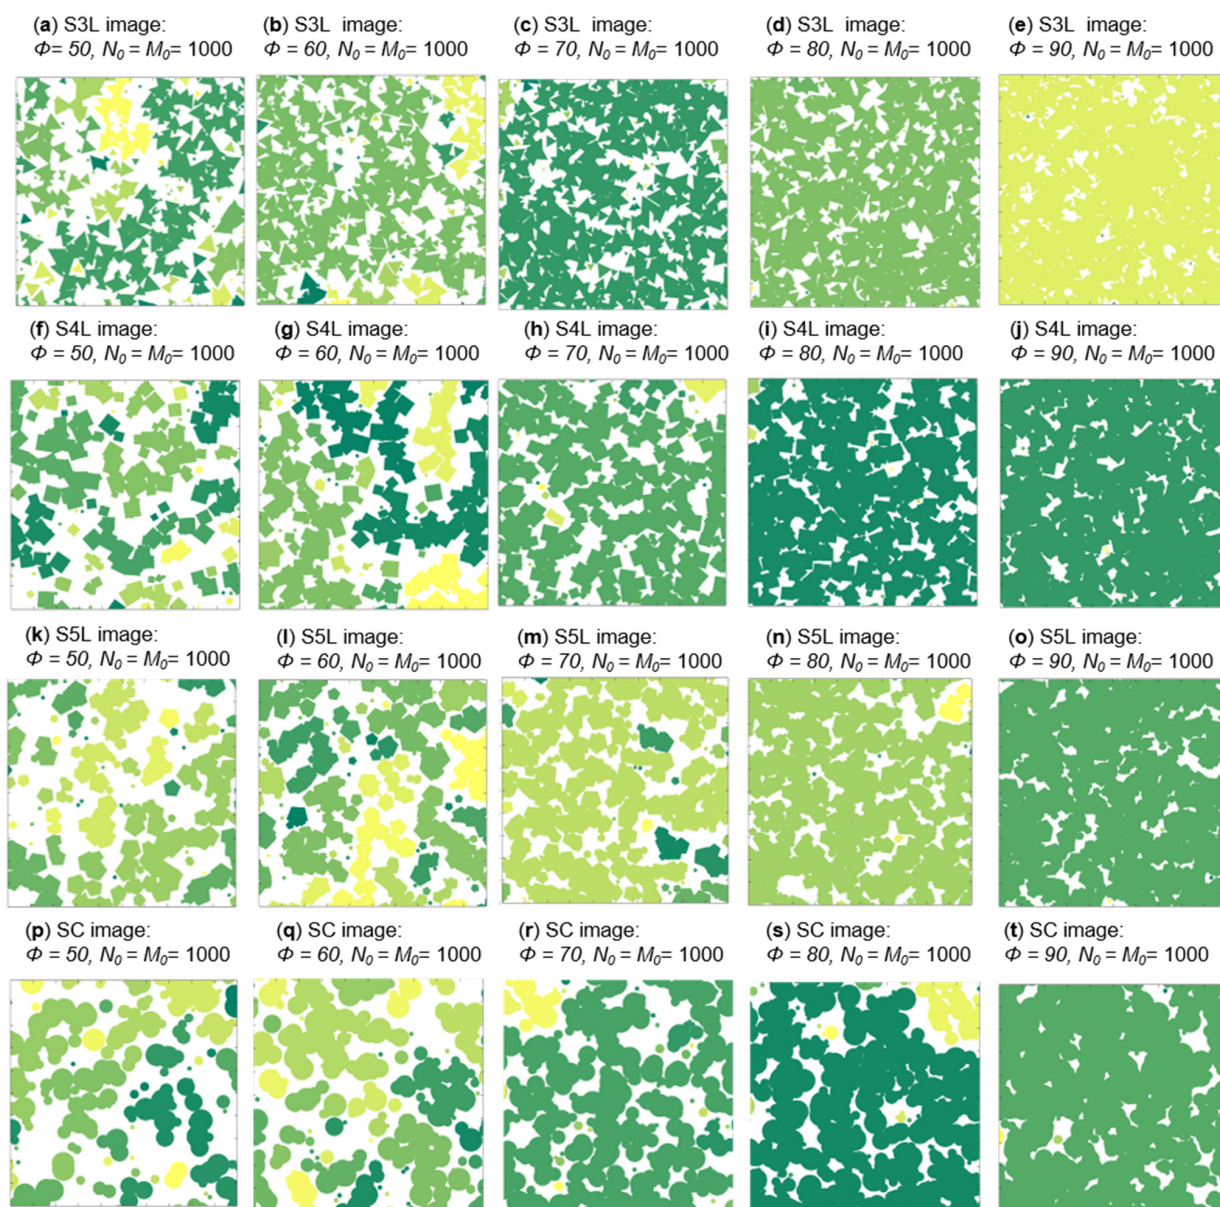 (a) S3L image:
Φ= 50, N₀ = M₀= 1000
(b) S3L image:
Φ = 60, N₀ = M₀= 1000
(c) S3L image:
Φ = 70, N₀ = M₀= 1000
(d) S3L image:
Φ = 80, N₀ = M₀= 1000
(e) S3L image:
Φ = 90, N₀ = M₀= 1000
(f) S4L image:
Φ = 50, N₀ = M₀= 1000
(g) S4L image:
Φ = 60, N₀ = M₀= 1000
(h) S4L image:
Φ = 70, N₀ = M₀= 1000
(i) S4L image:
Φ = 80, N₀ = M₀= 1000
(j) S4L image:
Φ = 90, N₀ = M₀= 1000
(k) S5L image:
Φ = 50, N₀ = M₀= 1000
(l) S5L image:
Φ = 60, N₀ = M₀= 1000
(m) S5L image:
Φ = 70, N₀ = M₀= 1000
(n) S5L image:
Φ = 80, N₀ = M₀= 1000
(o) S5L image:
Φ = 90, N₀ = M₀= 1000
(p) SC image:
Φ = 50, N₀ = M₀= 1000
(q) SC image:
Φ = 60, N₀ = M₀= 1000
(r) SC image:
Φ = 70, N₀ = M₀= 1000
(s) SC image:
Φ = 80, N₀ = M₀= 1000
(t) SC image:
Φ = 90, N₀ = M₀= 1000